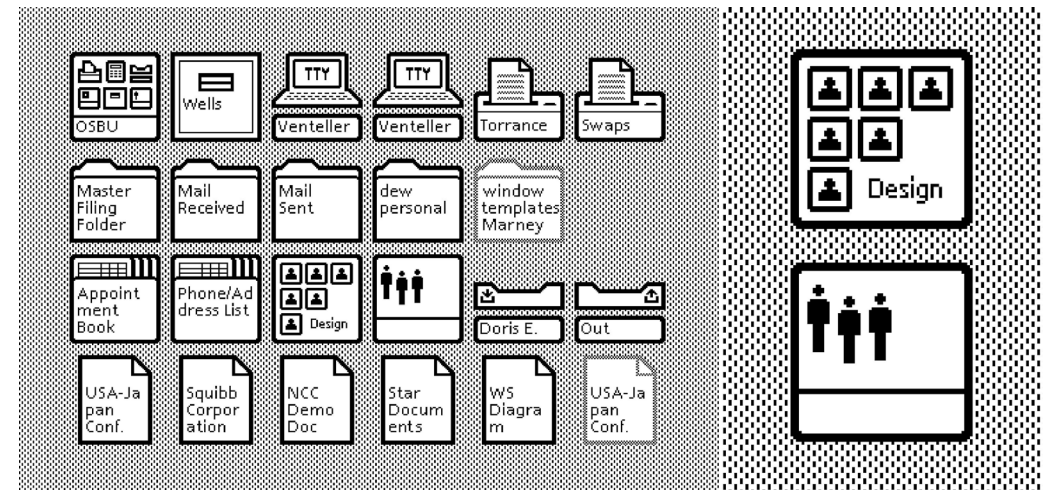 OSBU
Wells
TTY
Venteller
TTY
Venteller
Torrance
Swaps
Master
Filing
Folder
Mail
Received
Mail
Sent
dew
personal
window
templates
Marney
Appoint
ment
Book
Phone/Ad
dress List
Design
Doris E.
Out
USA-Ja
pan
Conf.
Squibb
Corpor
ation
NCC
Demo
Doc
Star
Docum
ents
WS
Diagra
m
USA-Ja
pan
Conf.
Design